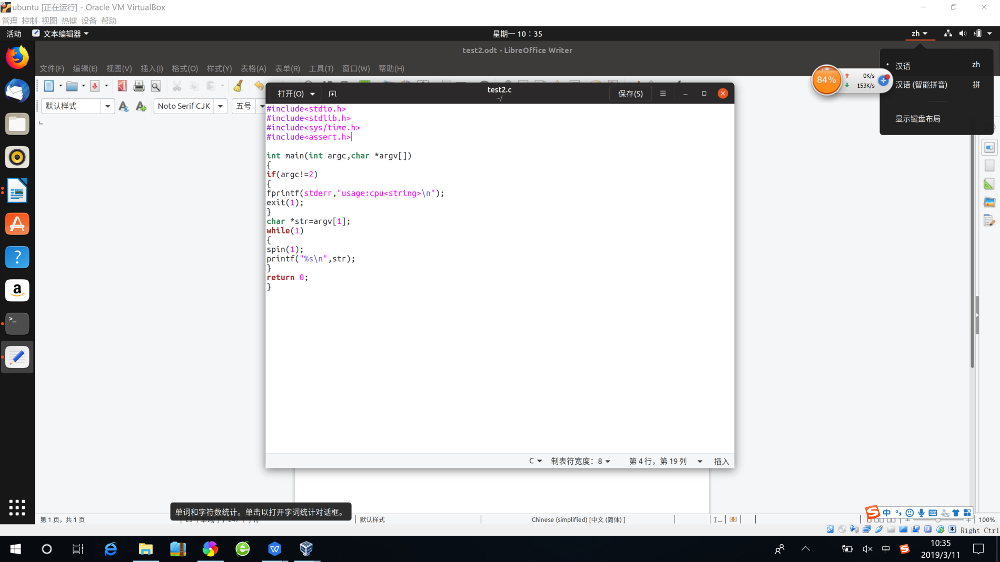 ubuntu [正在运行] - Oracle VM VirtualBox
管理 控制 视图 热键 设备 帮助
活动 文本编辑器 星期一 10：35 zh
test2.odt - LibreOffice Writer
文件(F) 编辑(E) 视图(V) 插入(I) 格式(O) 样式(Y) 表格(A) 表单(R) 工具(T) 窗口(W) 帮助(H)
汉语 zh
汉语 (智能拼音) 拼
显示键盘布局
84% 0K/s
153K/s
默认样式 Noto Serif CJK 五号
打开(O) test2.c 保存(S)
~/
#include<stdio.h>
#include<stdlib.h>
#include<sys/time.h>
#include<assert.h>
int main(int argc,char *argv[])
{
if(argc!=2)
{
fprintf(stderr,"usage:cpu<string>\n");
exit(1);
}
char *str=argv[1];
while(1)
{
spin(1);
printf("%s\n",str);
}
return 0;
}
C 制表符宽度：8 第 4 行，第 19 列 插入
单词和字符数统计。单击以打开字词统计对话框。
第 1 页，共 1 页 默认样式 Chinese (simplified) [中文 (简体) ] 100%
中
Right Ctrl
中 10:35
2019/3/11